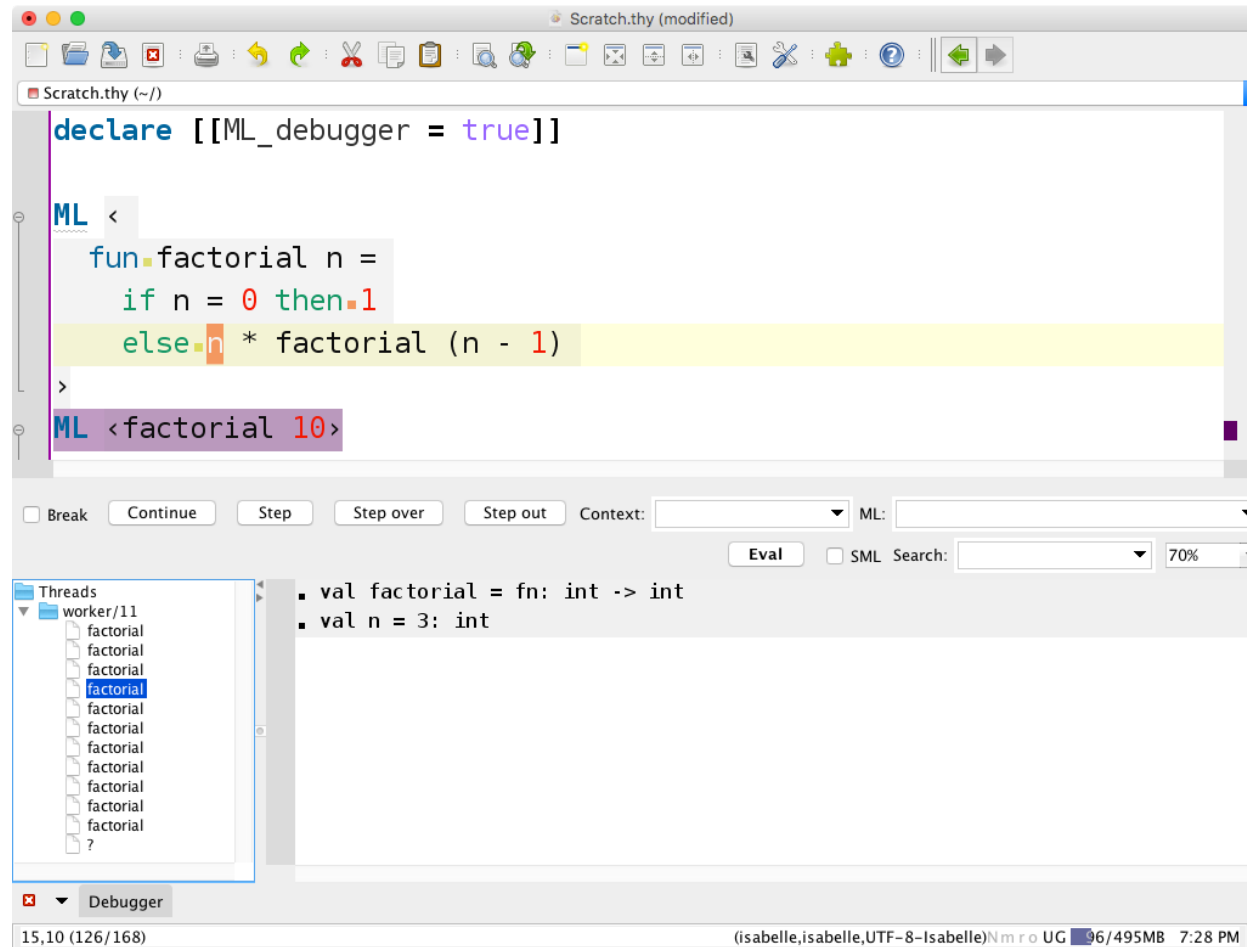 Scratch.thy (modified)
Scratch.thy (~/)
declare [[ML_debugger = true]]
ML ‹
fun factorial n =
if n = 0 then 1
else n * factorial (n - 1)
›
ML ‹factorial 10›
Break Continue Step Step over Step out Context: ML:
Eval SML Search: 70%
Threads
worker/11
factorial
factorial
factorial
factorial
factorial
factorial
factorial
factorial
factorial
factorial
factorial
?
val factorial = fn: int -> int
val n = 3: int
Debugger
15,10 (126/168) (isabelle,isabelle,UTF-8-Isabelle)N m r o UG 96/495MB 7:28 PM